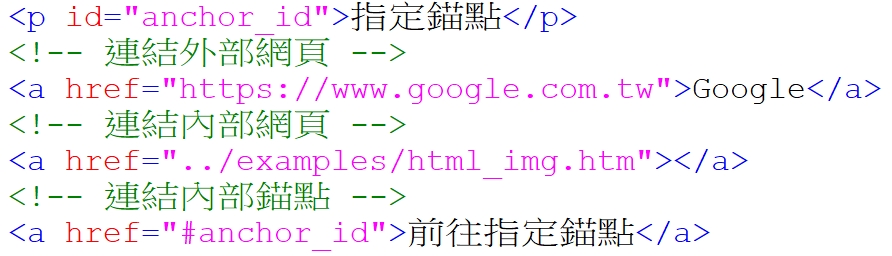 <p id="anchor_id">指定錨點</p>
<!-- 連結外部網頁 -->
<a href="https://www.google.com.tw">Google</a>
<!-- 連結內部網頁 -->
<a href="../examples/html_img.htm"></a>
<!-- 連結內部錨點 -->
<a href="#anchor_id">前往指定錨點</a>